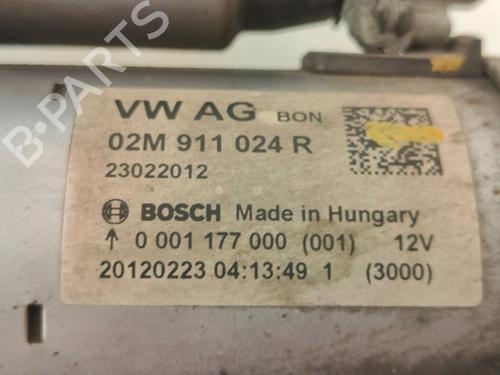 VW AG BON
02M 911 024 R
23022012
BOSCH Made in Hungary
↑ 0 001 177 000 (001) 12V
20120223 04:13:49 1 (3000)
B-PARTS